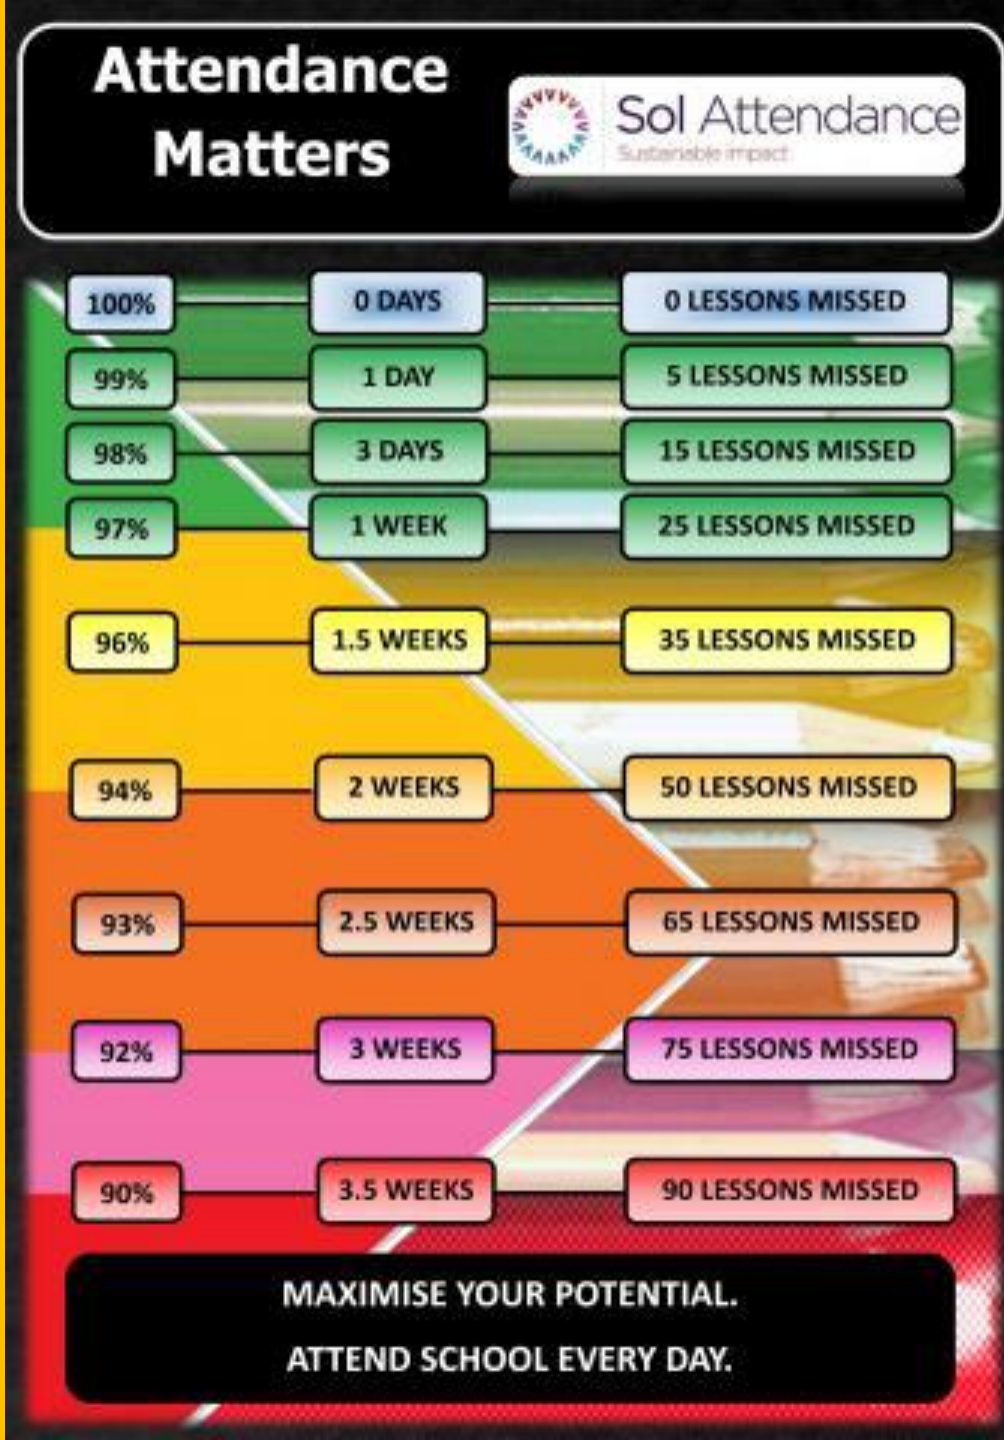 Attendance
Matters
Sol Attendance
Sustainable impact
100% 0 DAYS 0 LESSONS MISSED
99% 1 DAY 5 LESSONS MISSED
98% 3 DAYS 15 LESSONS MISSED
97% 1 WEEK 25 LESSONS MISSED
96% 1.5 WEEKS 35 LESSONS MISSED
94% 2 WEEKS 50 LESSONS MISSED
93% 2.5 WEEKS 65 LESSONS MISSED
92% 3 WEEKS 75 LESSONS MISSED
90% 3.5 WEEKS 90 LESSONS MISSED
MAXIMISE YOUR POTENTIAL.
ATTEND SCHOOL EVERY DAY.